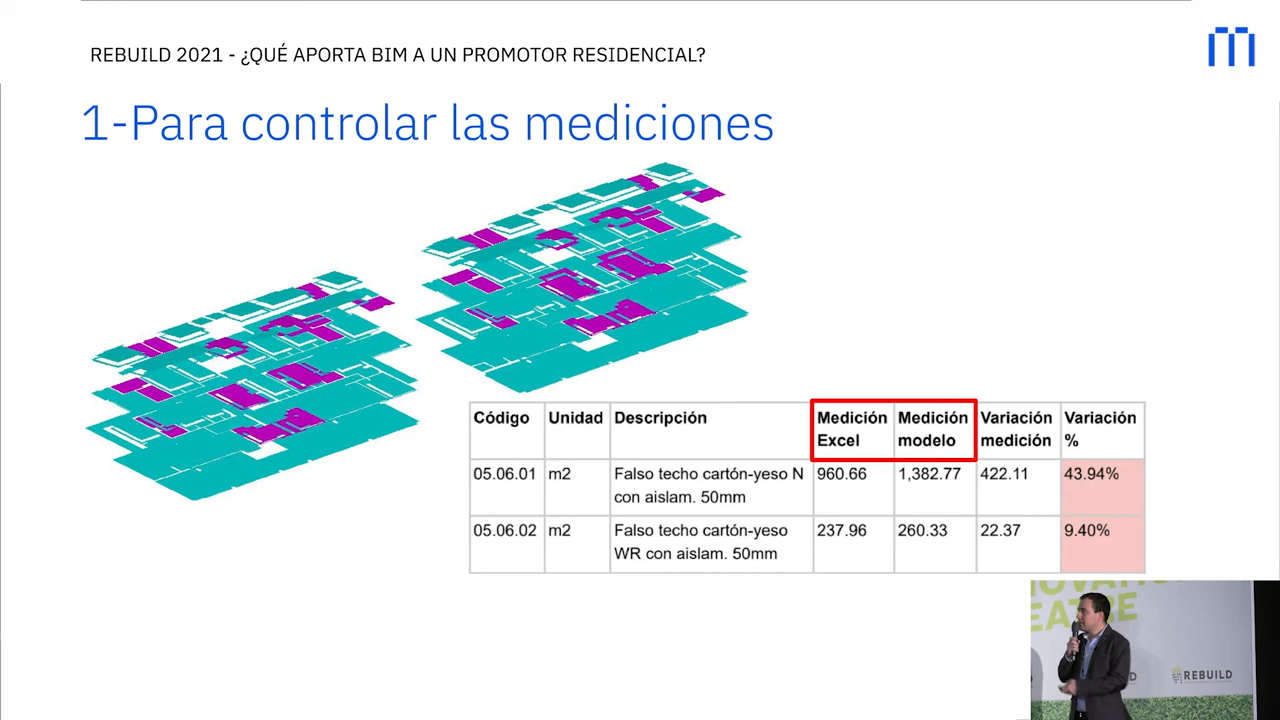 REBUILD 2021 - ¿QUÉ APORTA BIM A UN PROMOTOR RESIDENCIAL?
1-Para controlar las mediciones
Código Unidad Descripción Medición Excel Medición modelo Variación medición Variación %
05.06.01 m2 Falso techo cartón-yeso N con aislam. 50mm 960.66 1,382.77 422.11 43.94%
05.06.02 m2 Falso techo cartón-yeso WR con aislam. 50mm 237.96 260.33 22.37 9.40%
REBUILD